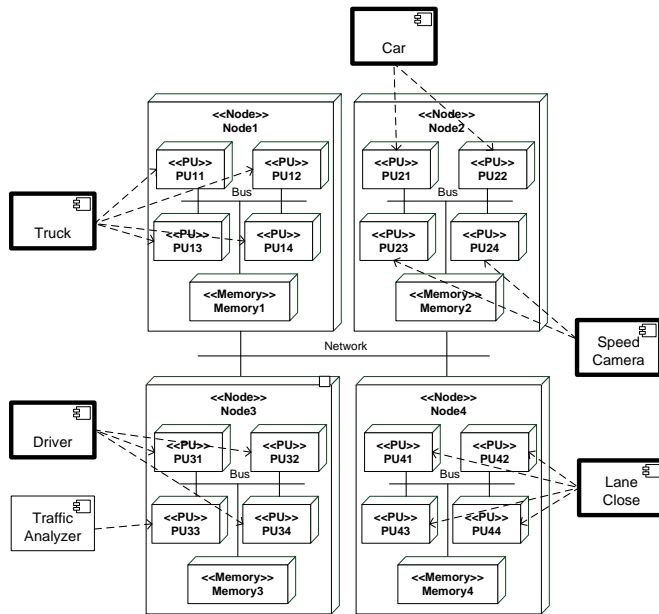 Car
<<Node>>
Node1
<<Node>>
Node2
<<PU>>
PU11
<<PU>>
PU12
<<PU>>
PU21
<<PU>>
PU22
Bus
Bus
Truck
<<PU>>
PU13
<<PU>>
PU14
<<PU>>
PU23
<<PU>>
PU24
<<Memory>>
Memory1
<<Memory>>
Memory2
Speed
Camera
Network
<<Node>>
Node3
<<Node>>
Node4
Driver
<<PU>>
PU31
<<PU>>
PU32
<<PU>>
PU41
<<PU>>
PU42
Bus
Bus
Lane
Close
Traffic
Analyzer
<<PU>>
PU33
<<PU>>
PU34
<<PU>>
PU43
<<PU>>
PU44
<<Memory>>
Memory3
<<Memory>>
Memory4